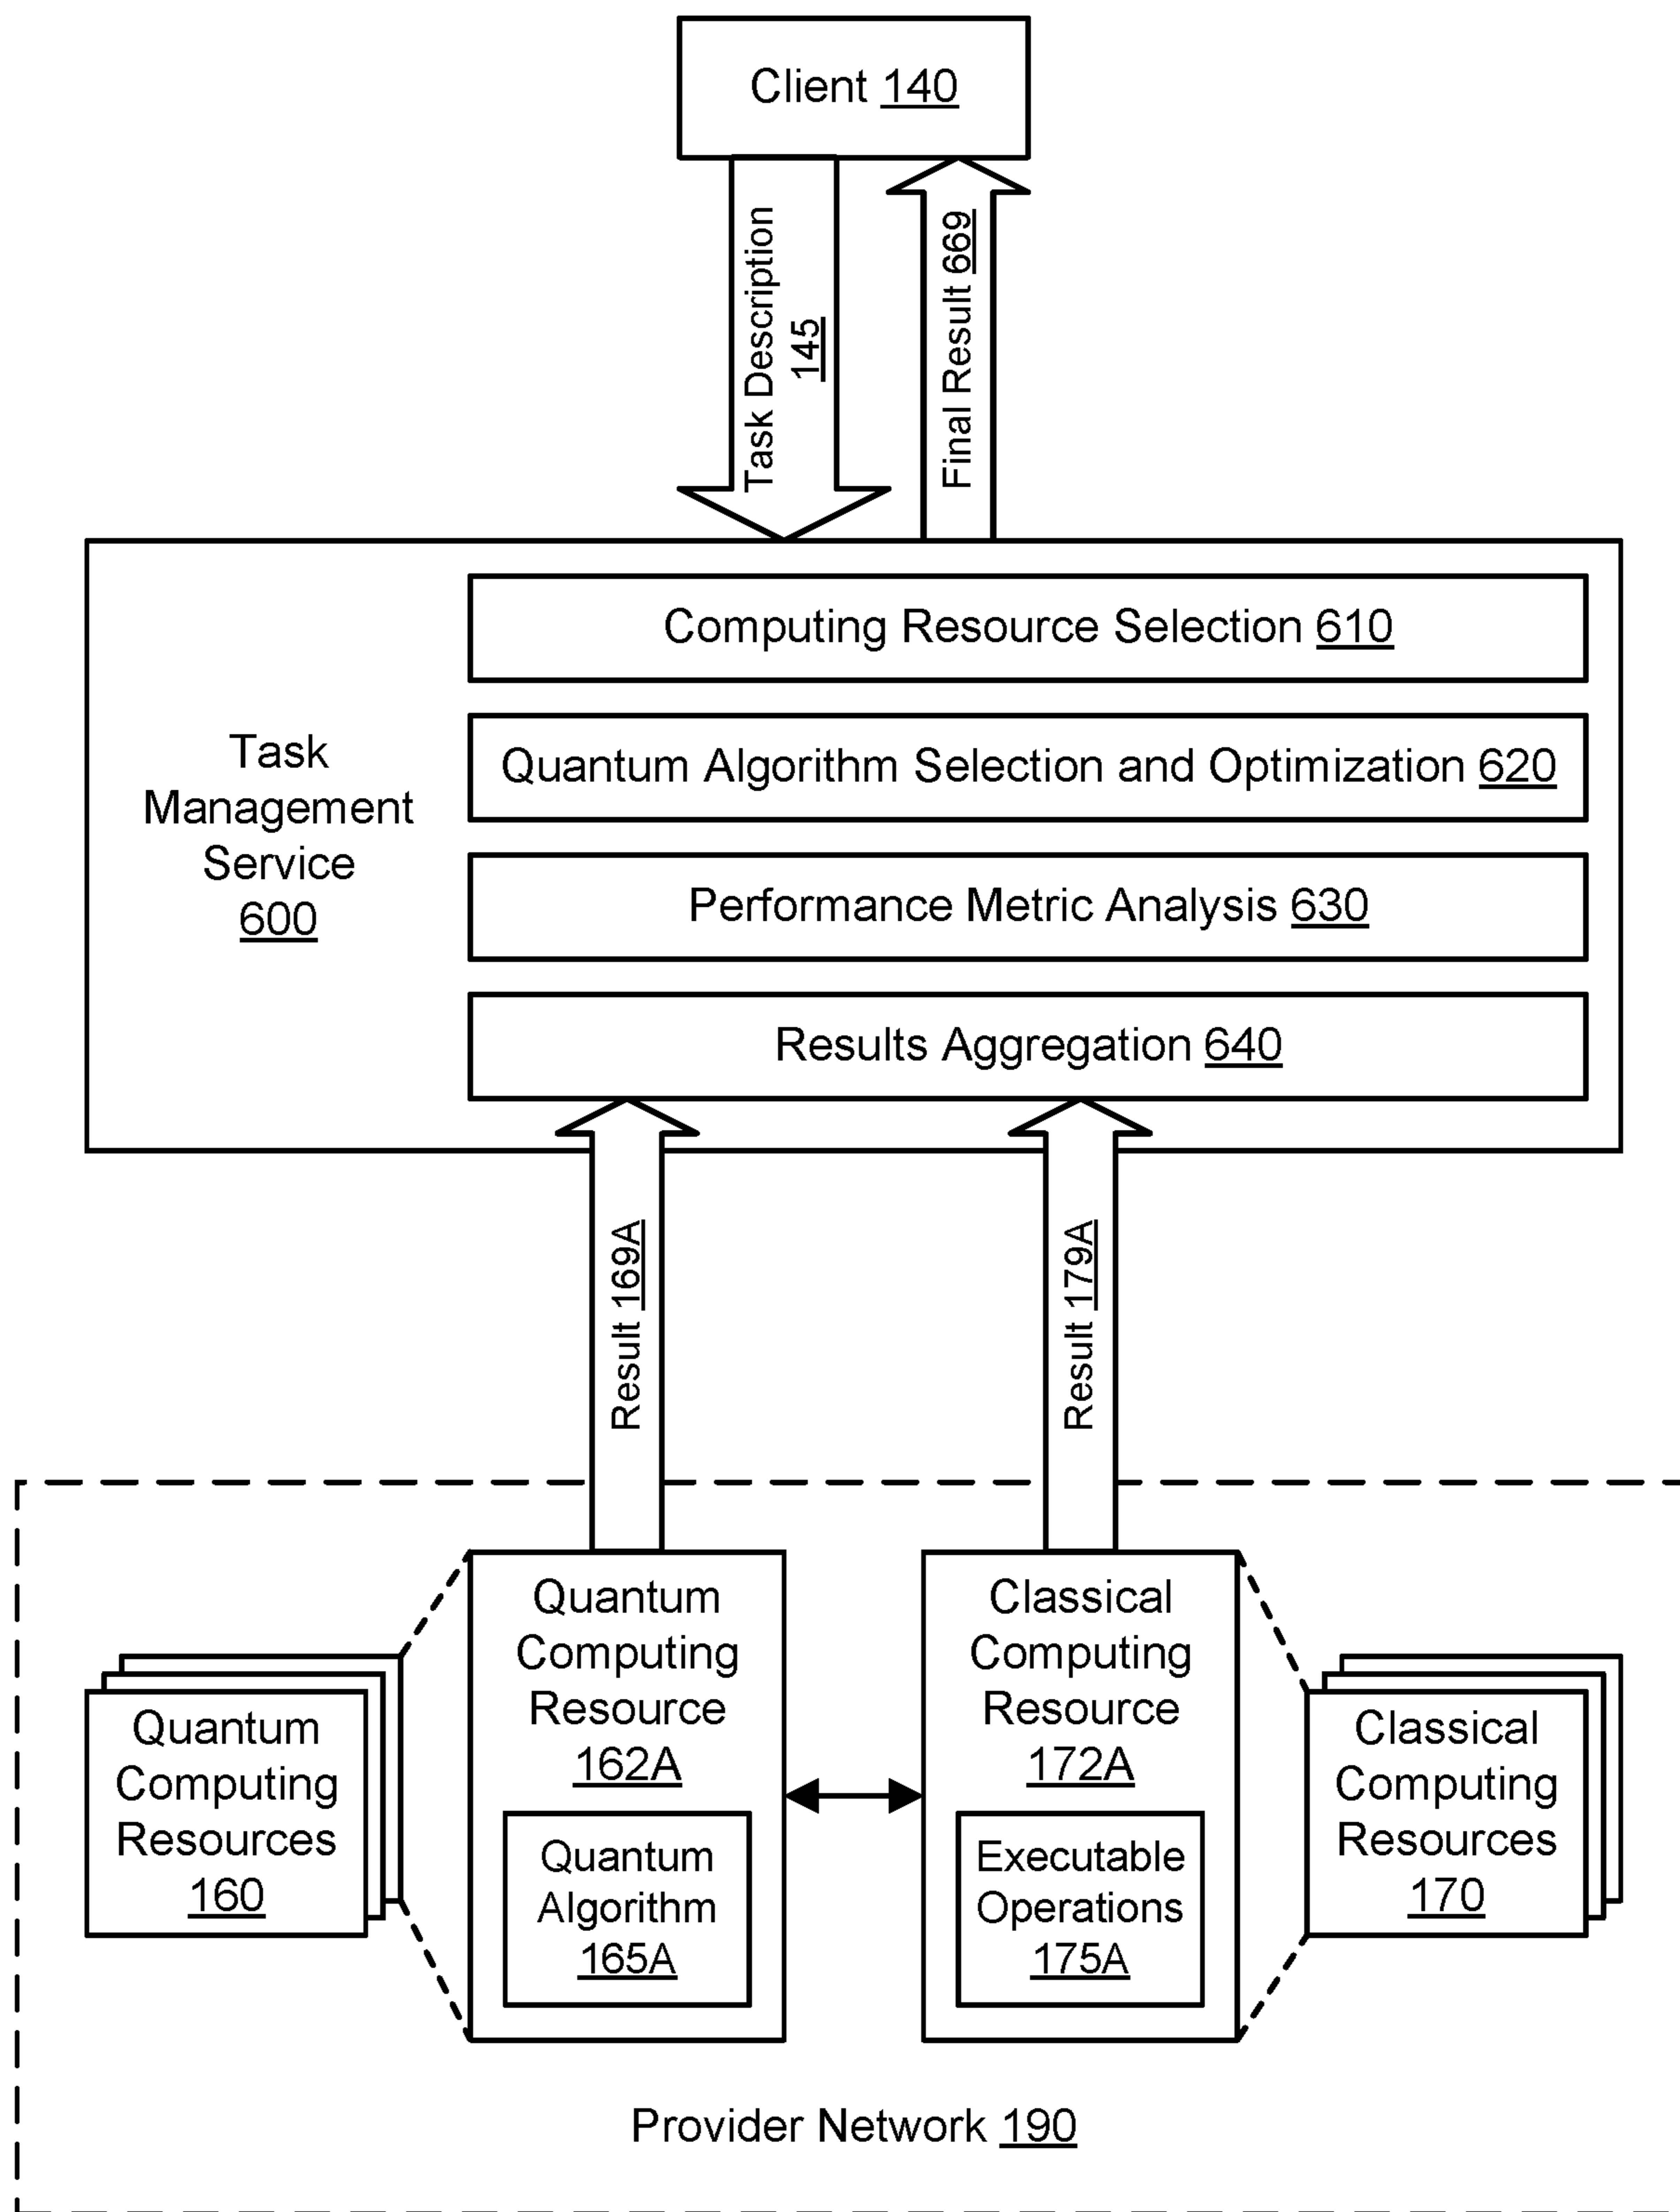 Client 140
Task Description
145
Final Result 669
Computing Resource Selection 610
Quantum Algorithm Selection and Optimization 620
Performance Metric Analysis 630
Results Aggregation 640
Task
Management
Service
600
Result 169A
Result 179A
Quantum
Computing
Resources
160
Quantum
Computing
Resource
162A
Quantum
Algorithm
165A
Classical
Computing
Resource
172A
Executable
Operations
175A
Classical
Computing
Resources
170
Provider Network 190